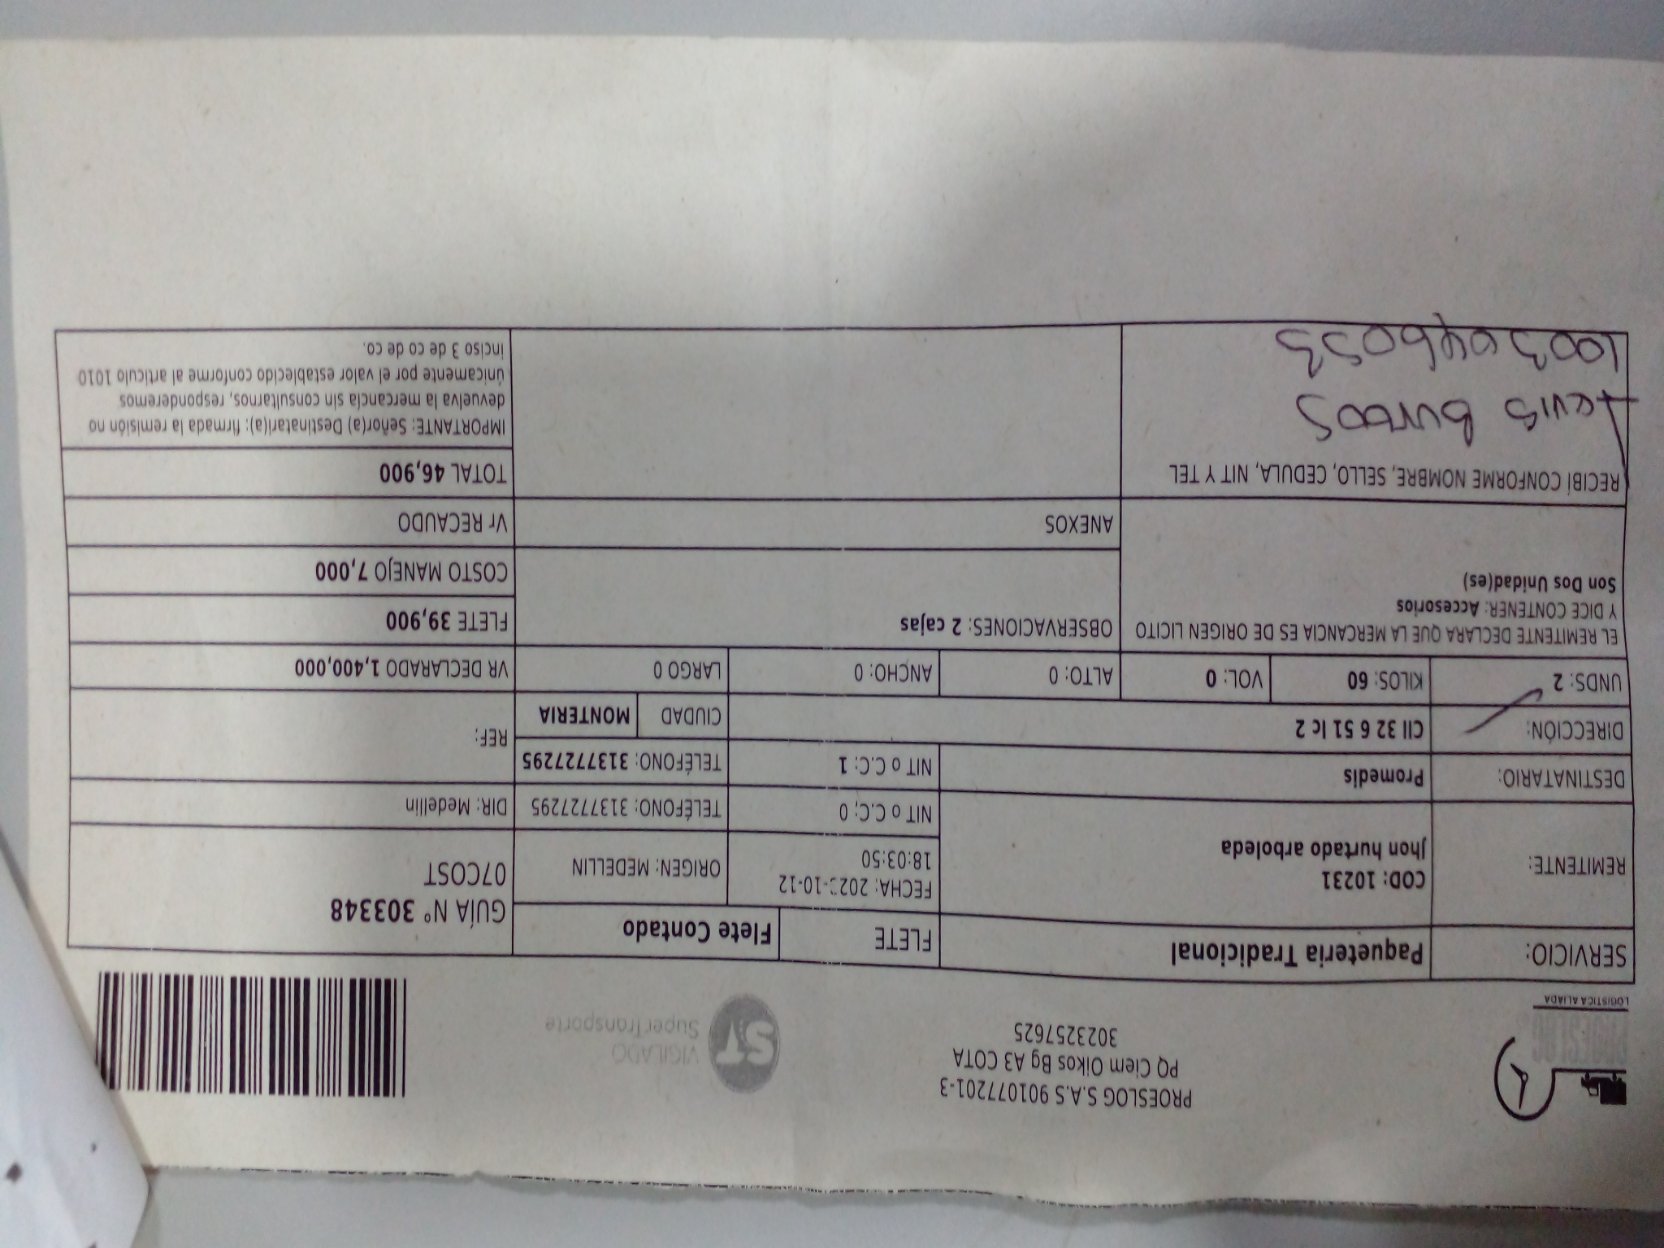 PROESLOG S.A.S 901077201-3
PQ Ciem Oikos Bg A3 COTA
3023257625
LOGISTICA ALIADA
ST
VIGILADO
SuperTransporte
SERVICIO: Paqueteria Tradicional
FLETE Flete Contado
GUÍA N° 303348
07COST
REMITENTE: COD: 10231
jhon hurtado arboleda
FECHA: 10-12
18:03:50
ORIGEN: MEDELLIN
NIT o C.C: 0
TELÉFONO: 3137727295
DIR: Medellin
DESTINATARIO: Promedis
NIT o C.C: 1
TELÉFONO: 3137727295
REF:
DIRECCIÓN: Cll 32 6 51 lc 2
CIUDAD MONTERIA
UNDS: 2 KILOS: 60 VOL: 0 ALTO: 0 ANCHO: 0 LARGO 0
VR DECLARADO 1,400,000
EL REMITENTE DECLARA QUE LA MERCANCIA ES DE ORIGEN LICITO
Y DICE CONTENER: Accesorios
Son Dos Unidad(es)
OBSERVACIONES: 2 cajas
FLETE 39,900
COSTO MANEJO 7,000
ANEXOS
Vr RECAUDO
RECIBÍ CONFORME NOMBRE, SELLO, CEDULA, NIT Y TEL
burgos
TOTAL 46,900
IMPORTANTE: Señor(a) Destinatari(a); firmada la remisión no
devuelva la mercancia sin consultarnos, responderemos
únicamente por el valor establecido conforme al articulo 1010
inciso 3 de co de co.